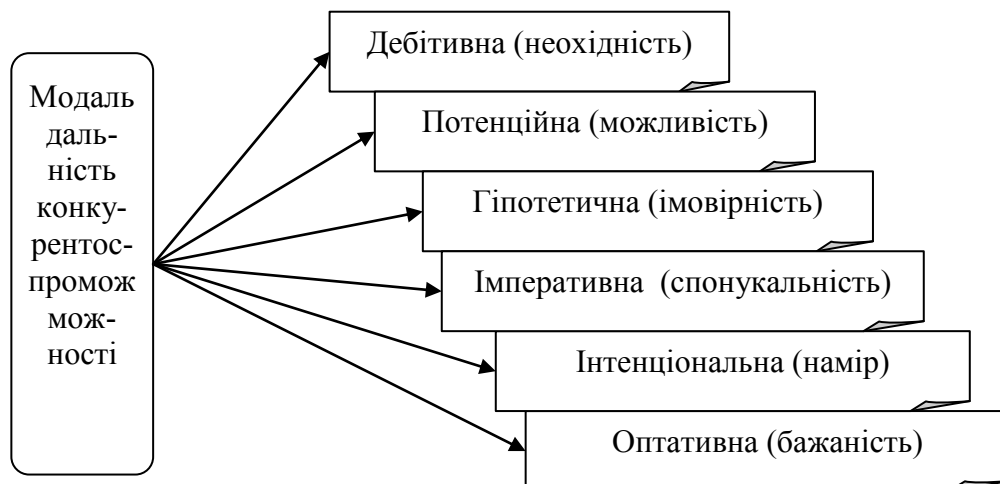 Модаль
даль-
ність
конку-
рентос-
промож
мож-
ності
Дебітивна (неохідність)
Потенційна (можливість)
Гіпотетична (імовірність)
Імперативна  (спонукальність)
Інтенціональна (намір)
Оптативна (бажаність)